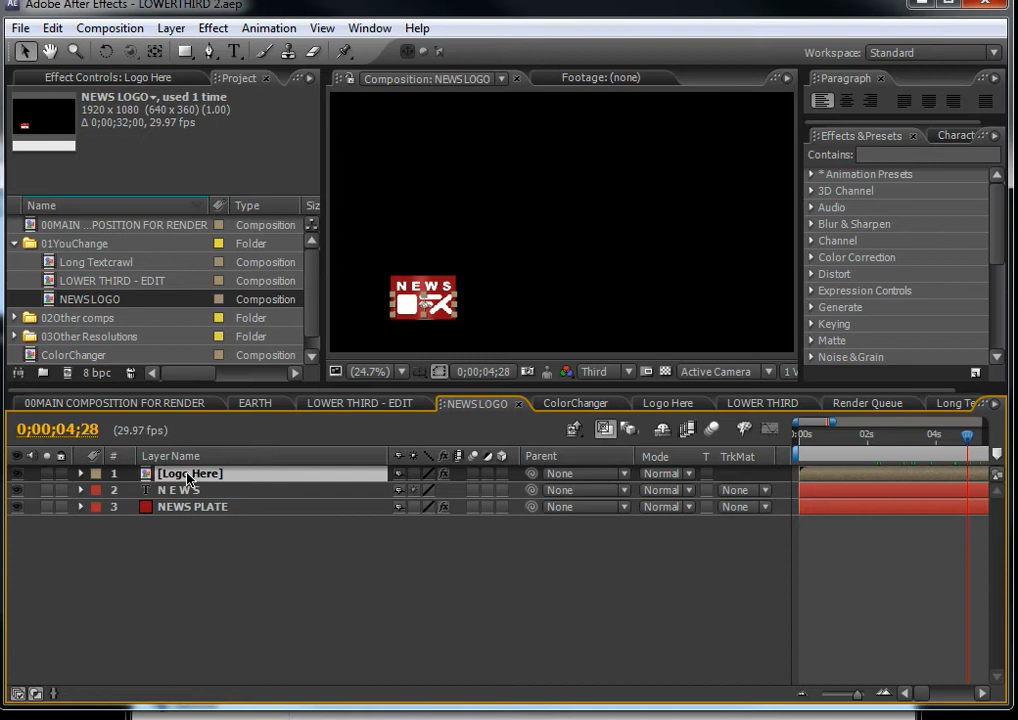 Adobe After Effects - LOWERTHIRD 2.aep
File Edit Composition Layer Effect Animation View Window Help
Workspace: Standard
Effect Controls: Logo Here Project
Composition: NEWS LOGO Footage: (none)
Paragraph
NEWS LOGO, used 1 time
1920 x 1080 (640 x 360) (1.00)
Δ 0;00;32;00, 29.97 fps
Effects & Presets Charact
Contains:
* Animation Presets
3D Channel
Audio
Blur & Sharpen
Channel
Color Correction
Distort
Expression Controls
Generate
Keying
Matte
Noise & Grain
Name Type Siz
00MAIN ...POSITION FOR RENDER Composition
01YouChange Folder
Long Textcrawl Composition
LOWER THIRD - EDIT Composition
NEWS LOGO Composition
02Other comps Folder
03Other Resolutions Folder
ColorChanger Composition
N E W S
8 bpc
(24.7%) 0;00;04;28 Third Active Camera 1 V
00MAIN COMPOSITION FOR RENDER EARTH LOWER THIRD - EDIT NEWS LOGO ColorChanger Logo Here LOWER THIRD Render Queue Long Te
0;00;04;28 (29.97 fps)
:00s 02s 04s
# Layer Name Parent Mode T TrkMat
1 [Logo Here] fx None Normal
2 N E W S None Normal None
3 NEWS PLATE fx None Normal None